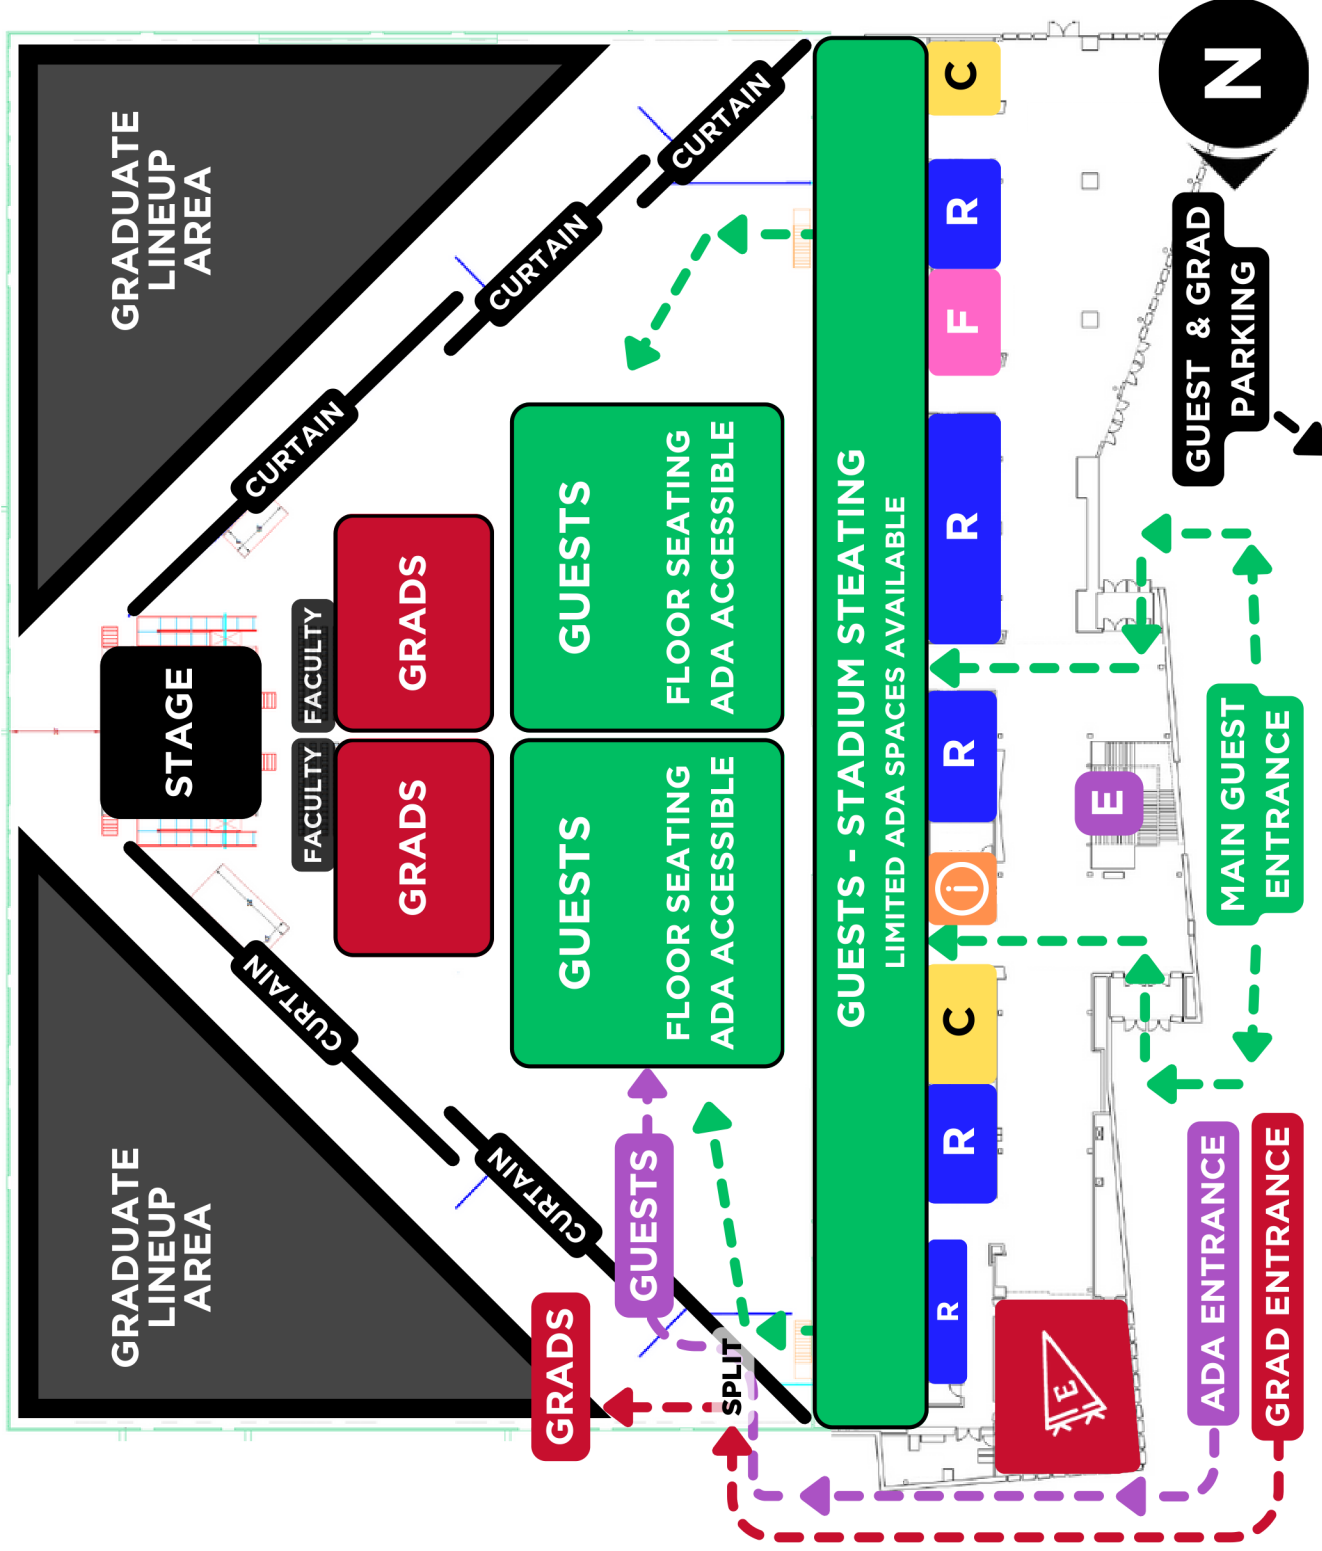 GRADUATE
LINEUP
AREA
GRADUATE
LINEUP
AREA
STAGE
CURTAIN
CURTAIN
CURTAIN
CURTAIN
CURTAIN
FACULTY
FACULTY
GRADS
GRADS
GUESTS
FLOOR SEATING
ADA ACCESSIBLE
GUESTS
FLOOR SEATING
ADA ACCESSIBLE
GRADS
GUESTS
SPLIT
GUESTS - STADIUM STEATING
LIMITED ADA SPACES AVAILABLE
R
R
C
i
R
R
F
R
C
E
E
ADA ENTRANCE
GRAD ENTRANCE
MAIN GUEST
ENTRANCE
GUEST & GRAD
PARKING
N